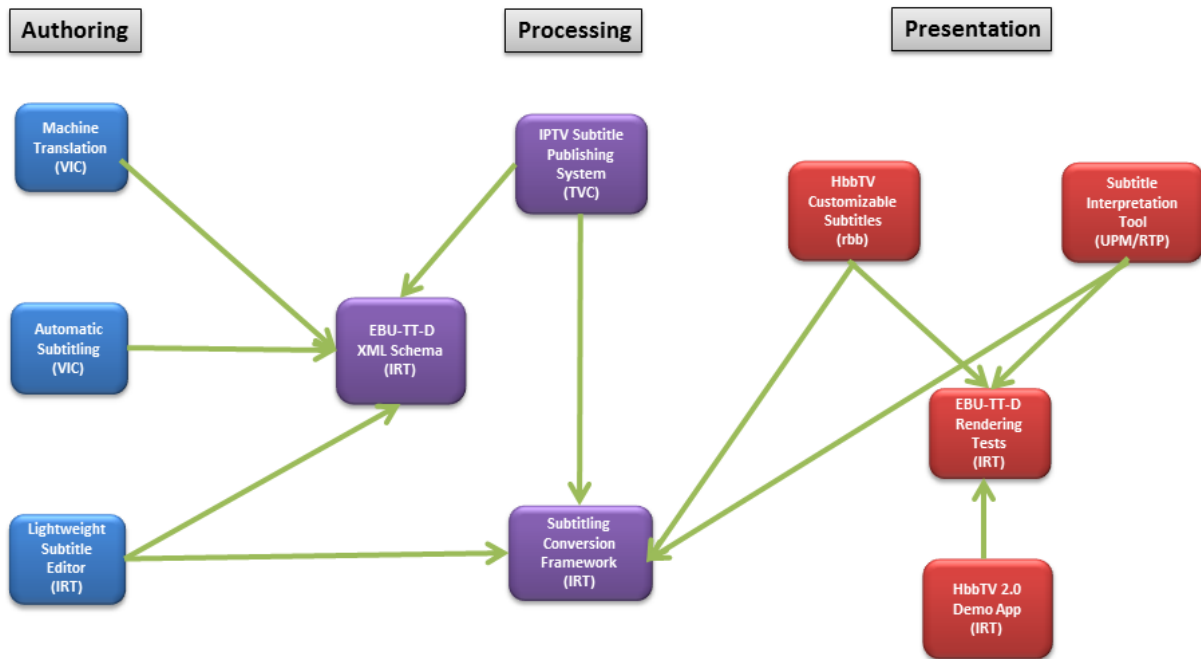 Authoring
Processing
Presentation
Machine
Translation
(VIC)
IPTV Subtitle
Publishing
System
(TVC)
HbbTV
Customizable
Subtitles
(rbb)
Subtitle
Interpretation
Tool
(UPM/RTP)
Automatic
Subtitling
(VIC)
EBU-TT-D
XML Schema
(IRT)
EBU-TT-D
Rendering
Tests
(IRT)
Lightweight
Subtitle
Editor
(IRT)
Subtitling
Conversion
Framework
(IRT)
HbbTV 2.0
Demo App
(IRT)